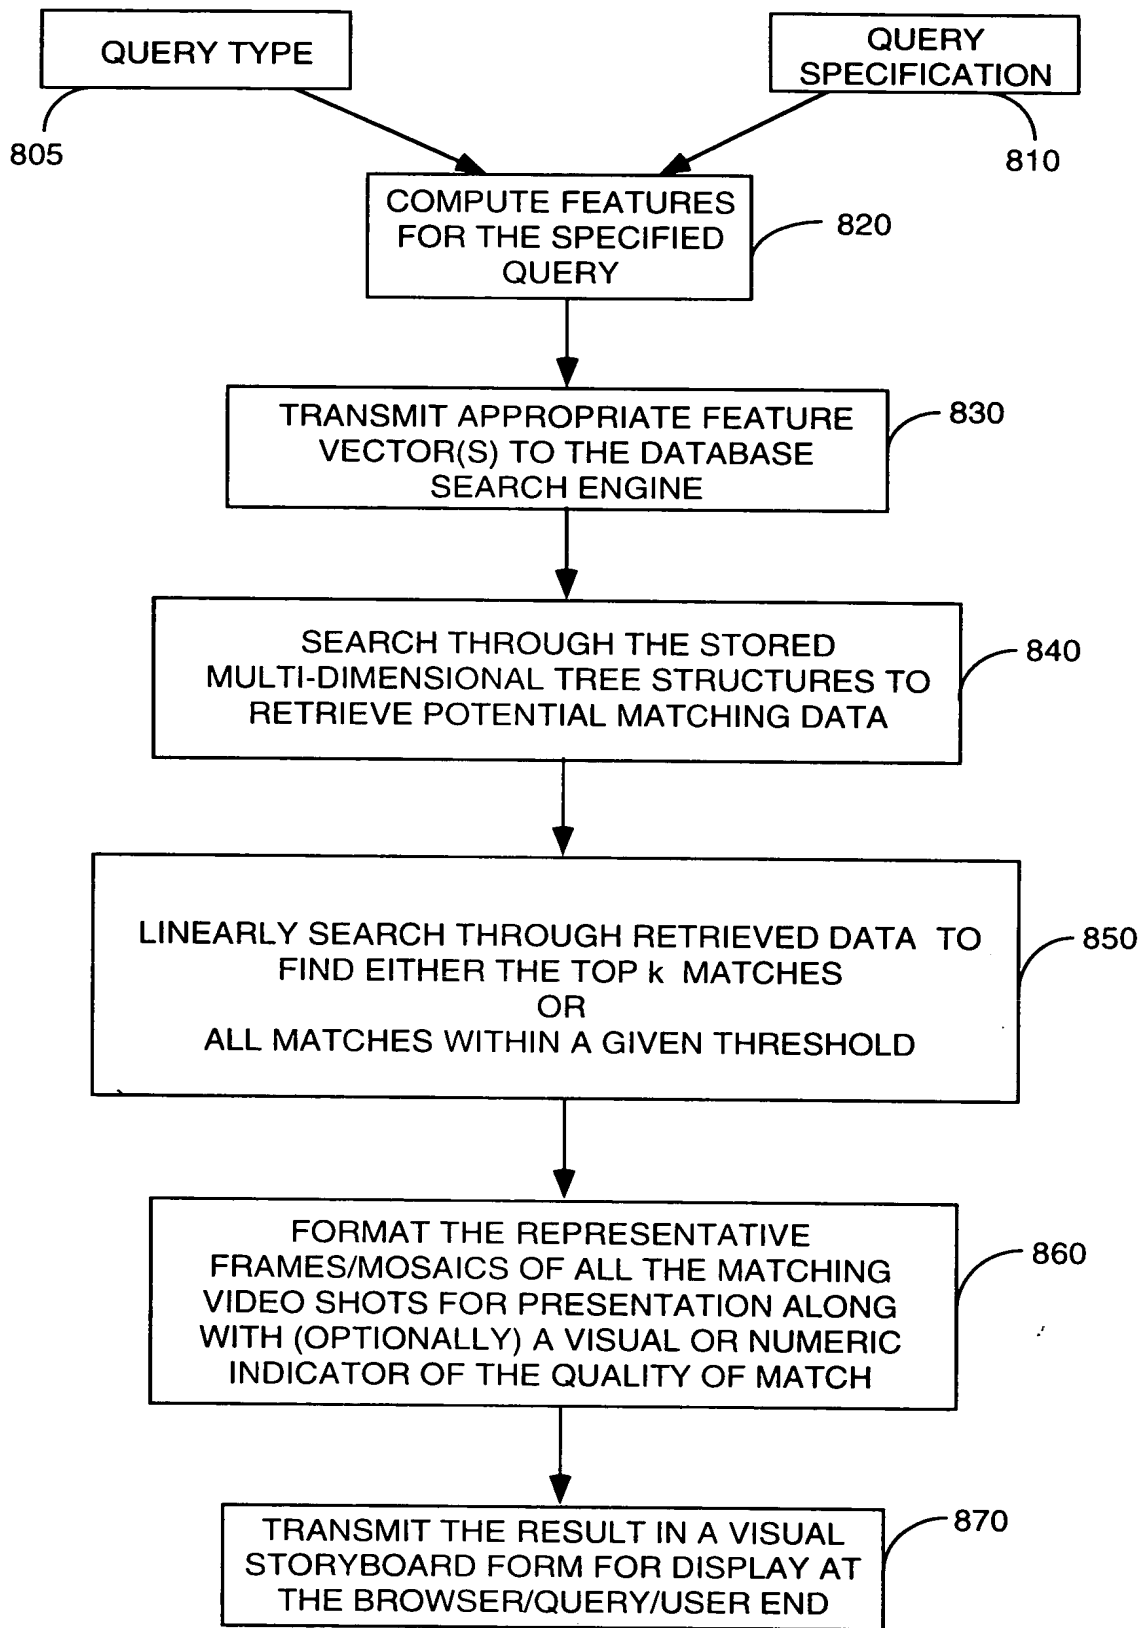 QUERY TYPE
QUERY
SPECIFICATION
805
810
COMPUTE FEATURES
FOR THE SPECIFIED
QUERY
820
TRANSMIT APPROPRIATE FEATURE
VECTOR(S) TO THE DATABASE
SEARCH ENGINE
830
SEARCH THROUGH THE STORED
MULTI-DIMENSIONAL TREE STRUCTURES TO
RETRIEVE POTENTIAL MATCHING DATA
840
LINEARLY SEARCH THROUGH RETRIEVED DATA TO
FIND EITHER THE TOP k MATCHES
OR
ALL MATCHES WITHIN A GIVEN THRESHOLD
850
FORMAT THE REPRESENTATIVE
FRAMES/MOSAICS OF ALL THE MATCHING
VIDEO SHOTS FOR PRESENTATION ALONG
WITH (OPTIONALLY) A VISUAL OR NUMERIC
INDICATOR OF THE QUALITY OF MATCH
860
TRANSMIT THE RESULT IN A VISUAL
STORYBOARD FORM FOR DISPLAY AT
THE BROWSER/QUERY/USER END
870